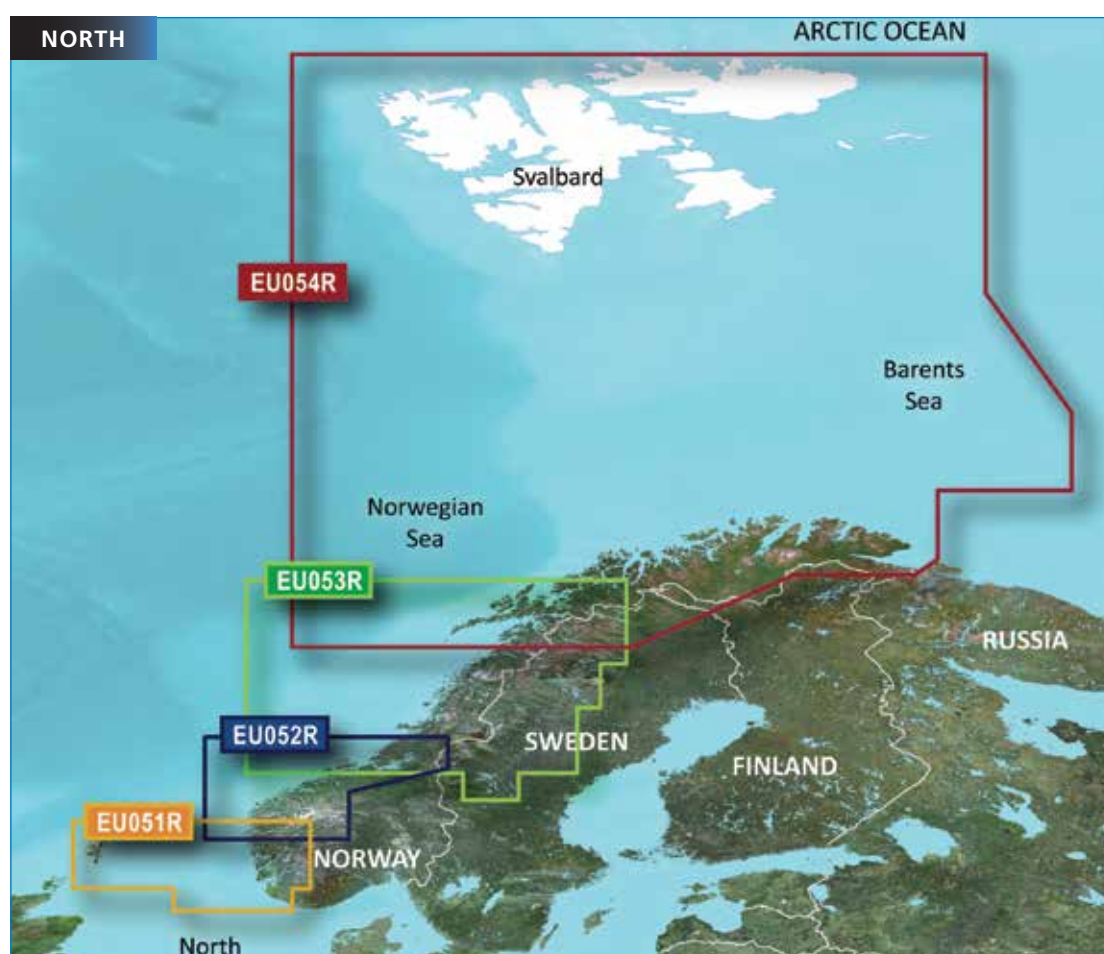 NORTH
ARCTIC OCEAN
Svalbard
EU054R
Barents
Sea
Norwegian
Sea
EU053R
RUSSIA
EU052R
SWEDEN
FINLAND
EU051R
NORWAY
North